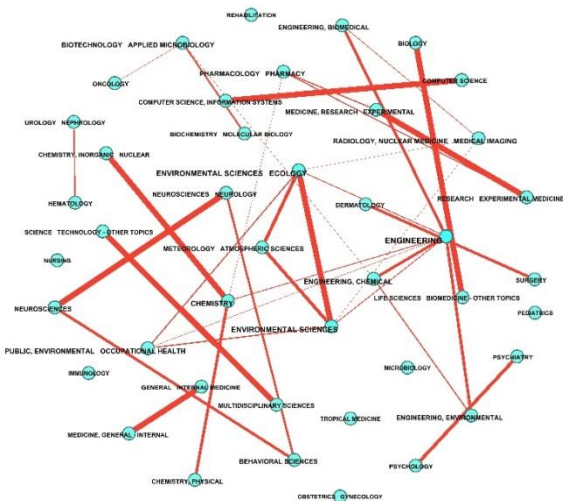 REHABILITATION
ENGINEERING, BIOMEDICAL
BIOTECHNOLOGY APPLIED MICROBIOLOGY
BIOLOGY
PHARMACOLOGY PHARMACY
COMPUTER SCIENCE
ONCOLOGY
COMPUTER SCIENCE, INFORMATION SYSTEMS
MEDICINE, RESEARCH EXPERIMENTAL
UROLOGY NEPHROLOGY
BIOCHEMISTRY MOLECULAR BIOLOGY
RADIOLOGY, NUCLEAR MEDICINE MEDICAL IMAGING
CHEMISTRY, INORGANIC NUCLEAR
ENVIRONMENTAL SCIENCES ECOLOGY
NEUROSCIENCES NEUROLOGY
RESEARCH EXPERIMENTAL MEDICINE
HEMATOLOGY
DERMATOLOGY
SCIENCE TECHNOLOGY - OTHER TOPICS
ENGINEERING
METEOROLOGY ATMOSPHERIC SCIENCES
NURSING
ENGINEERING, CHEMICAL
SURGERY
NEUROSCIENCES
CHEMISTRY
LIFE SCIENCES BIOMEDICINE - OTHER TOPICS
PEDIATRICS
ENVIRONMENTAL SCIENCES
PUBLIC, ENVIRONMENTAL OCCUPATIONAL HEALTH
PSYCHIATRY
MICROBIOLOGY
IMMUNOLOGY
GENERAL INTERNAL MEDICINE
MULTIDISCIPLINARY SCIENCES
TROPICAL MEDICINE
ENGINEERING, ENVIRONMENTAL
MEDICINE, GENERAL INTERNAL
BEHAVIORAL SCIENCES
PSYCHOLOGY
CHEMISTRY, PHYSICAL
OBSTETRICS GYNECOLOGY